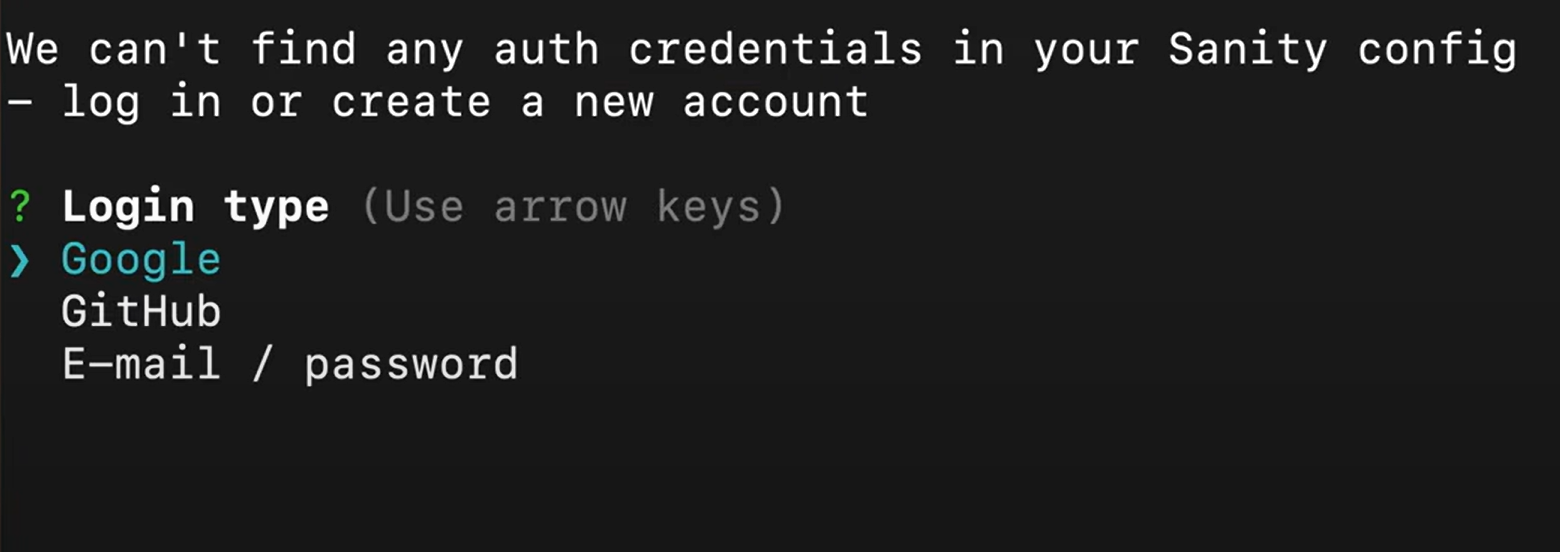 We can't find any auth credentials in your Sanity config
– log in or create a new account
? Login type (Use arrow keys)
❯ Google
GitHub
E-mail / password